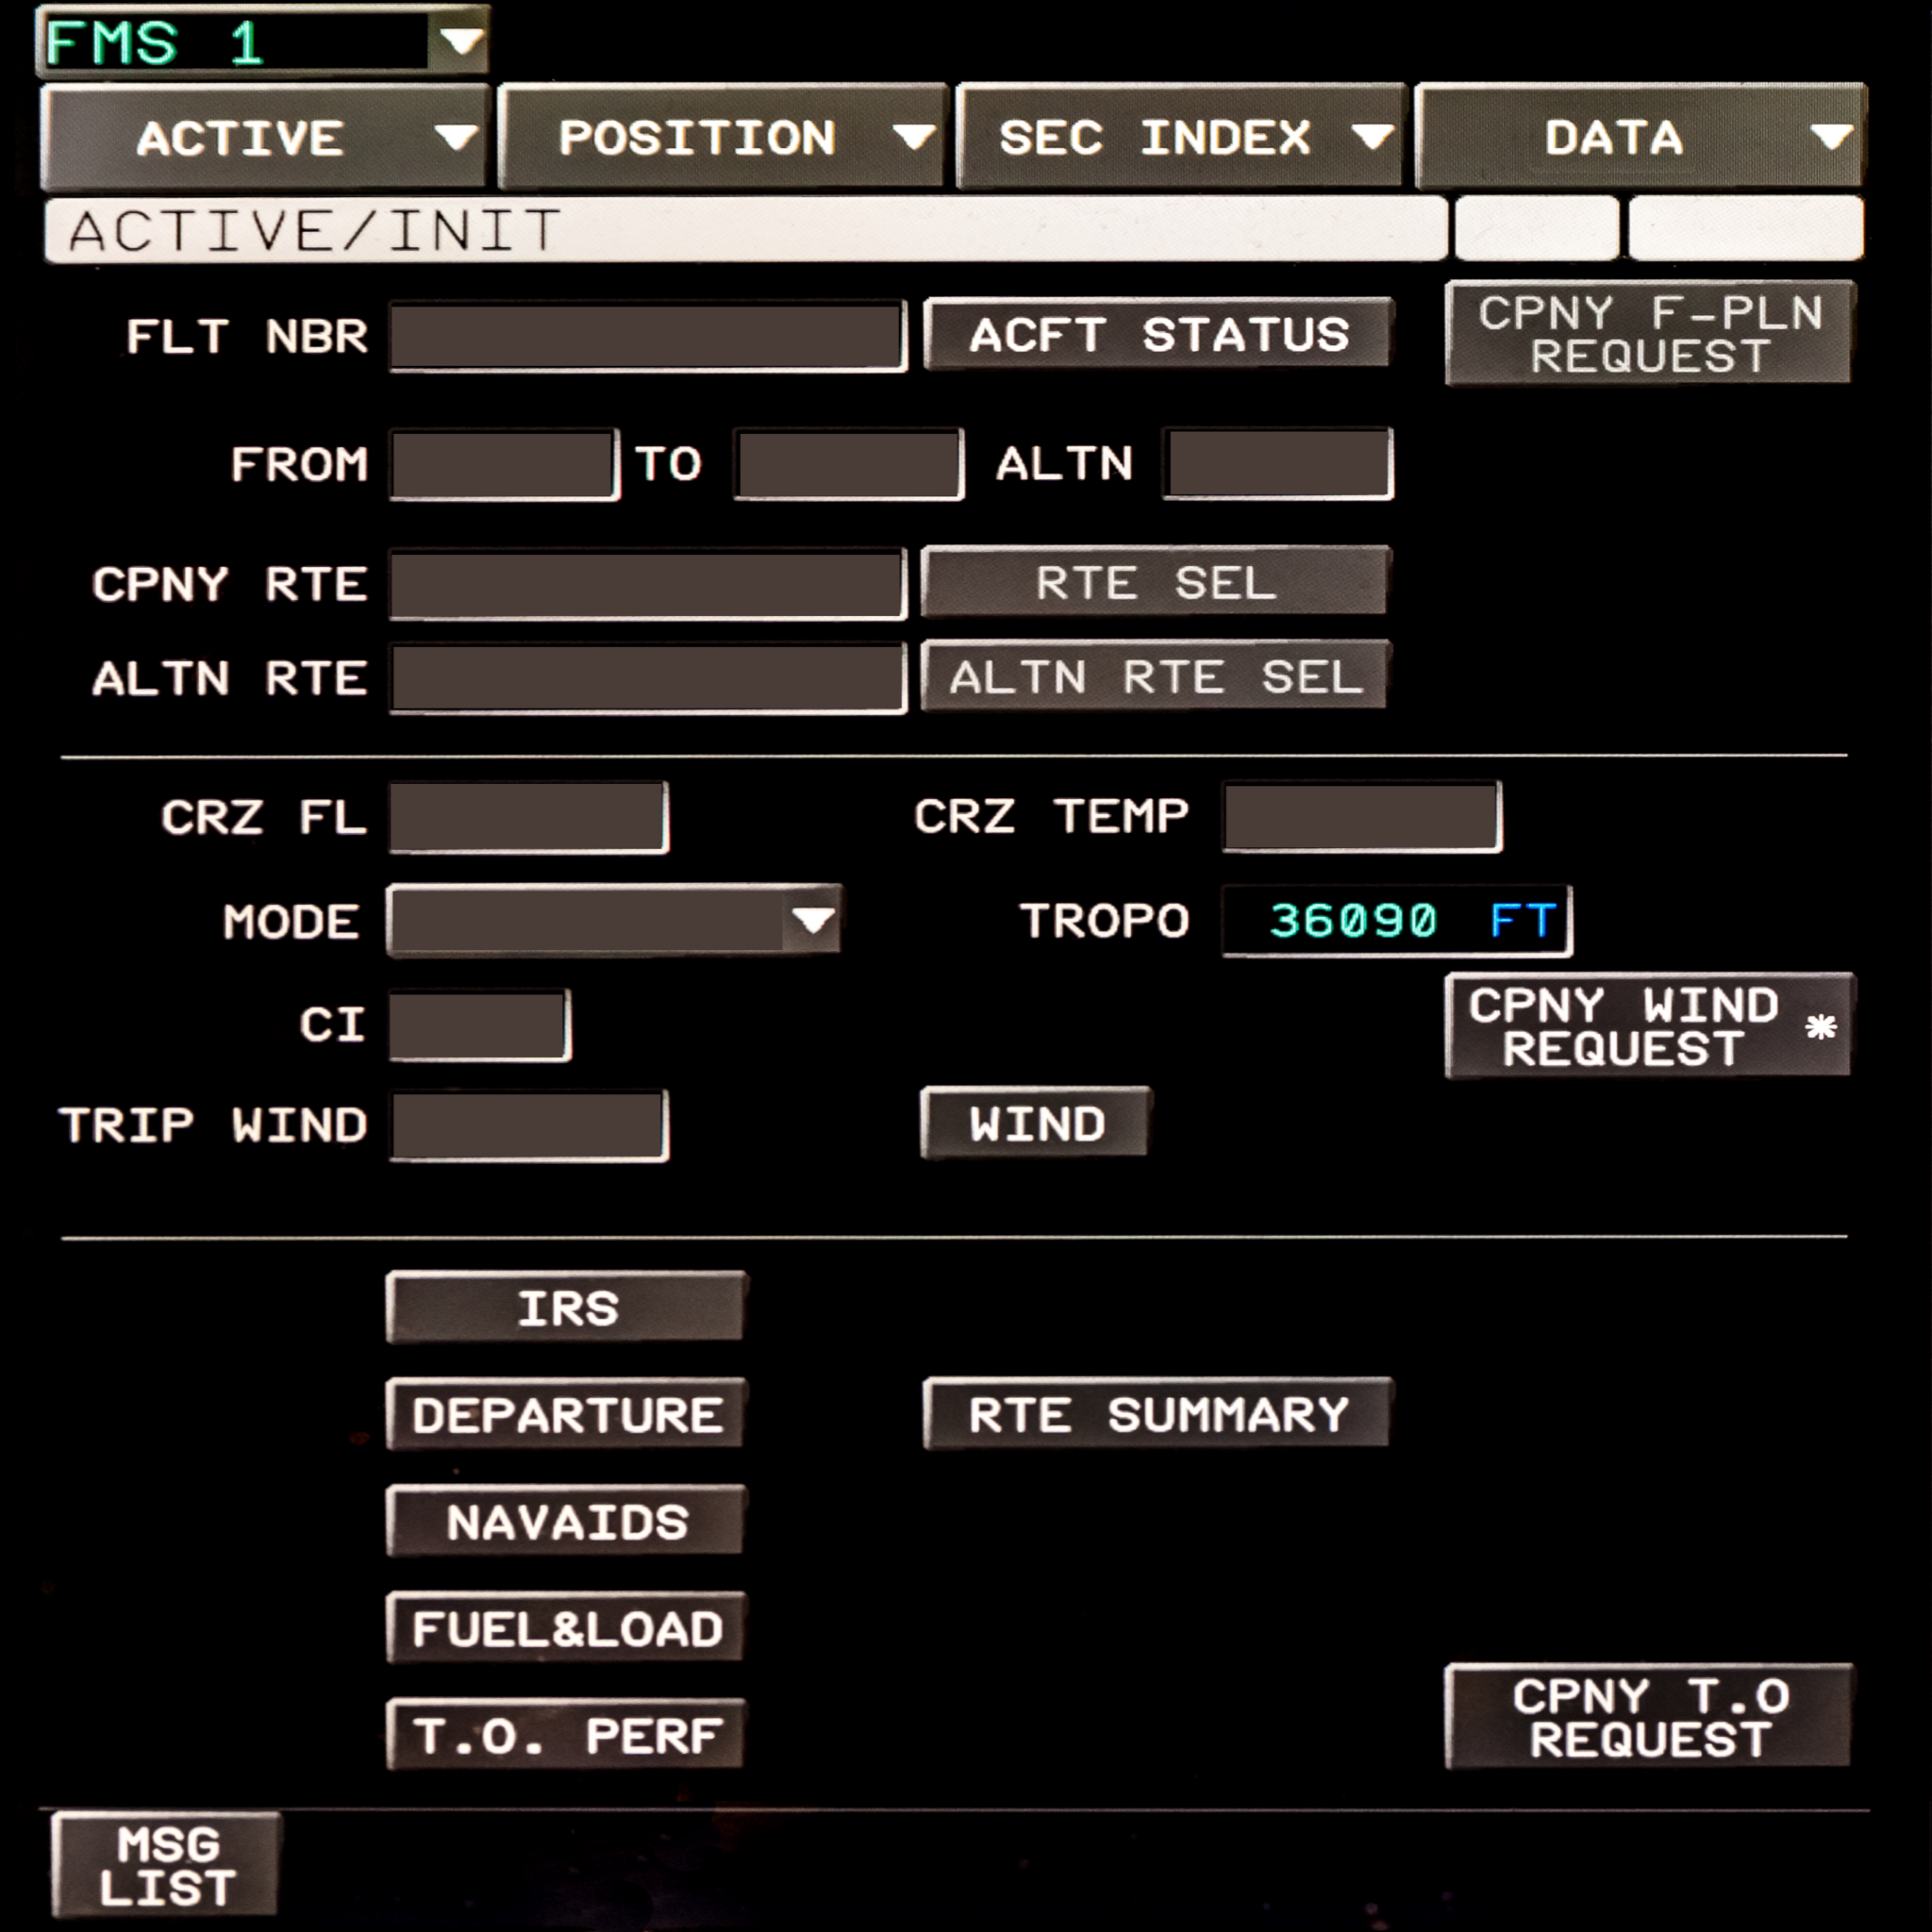 FMS 1
ACTIVE POSITION SEC INDEX DATA
ACTIVE/INIT
FLT NBR ACFT STATUS CPNY F-PLN
REQUEST
FROM TO ALTN
CPNY RTE RTE SEL
ALTN RTE ALTN RTE SEL
CRZ FL CRZ TEMP
MODE TROPO 36090 FT
CI CPNY WIND
REQUEST *
TRIP WIND WIND
IRS
DEPARTURE RTE SUMMARY
NAVAIDS
FUEL&LOAD
T.O. PERF CPNY T.O
REQUEST
MSG
LIST